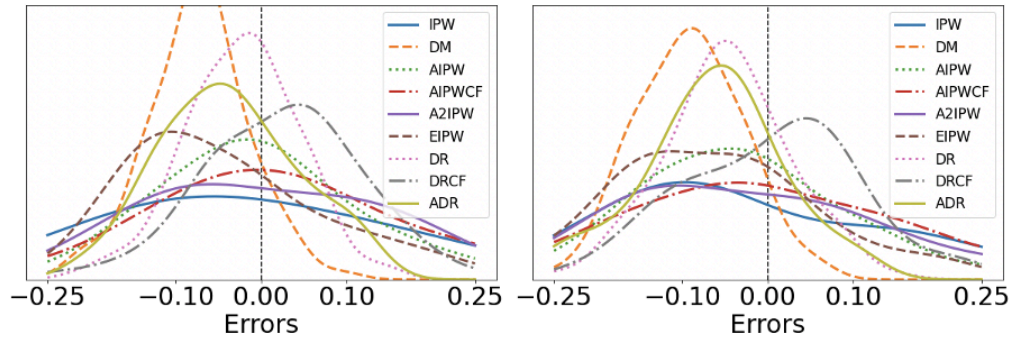 IPW
DM
AIPW
AIPWCF
A2IPW
EIPW
DR
DRCF
ADR
−0.25 −0.10 0.00 0.10 0.25
Errors
IPW
DM
AIPW
AIPWCF
A2IPW
EIPW
DR
DRCF
ADR
−0.25 −0.10 0.00 0.10 0.25
Errors